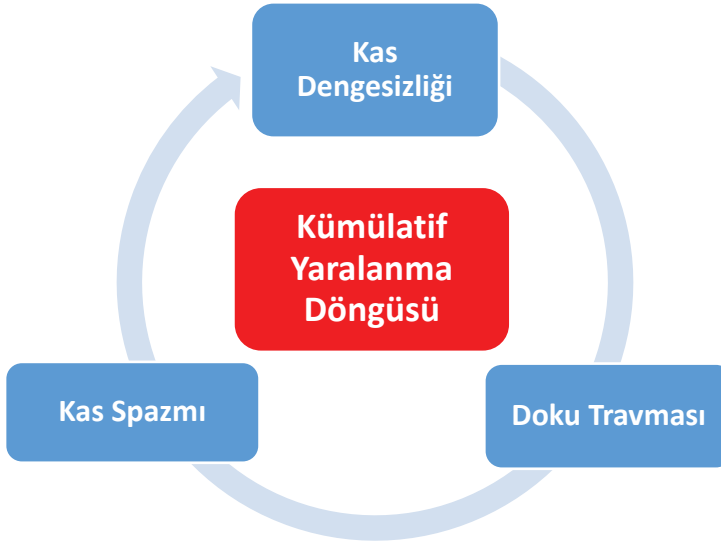 Kas
Dengesizliği
Kümülatif
Yaralanma
Döngüsü
Kas Spazmı
Doku Travması